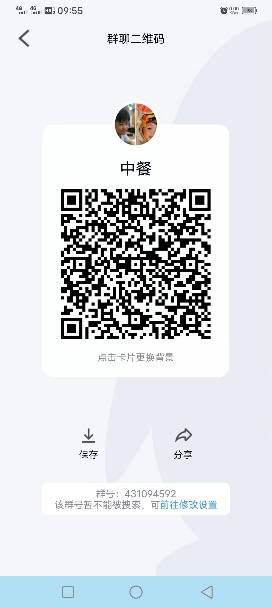 09:55
群聊二维码
中餐
点击卡片更换背景
保存
分享
群号：431094592
该群号暂不能被搜索，可前往修改设置